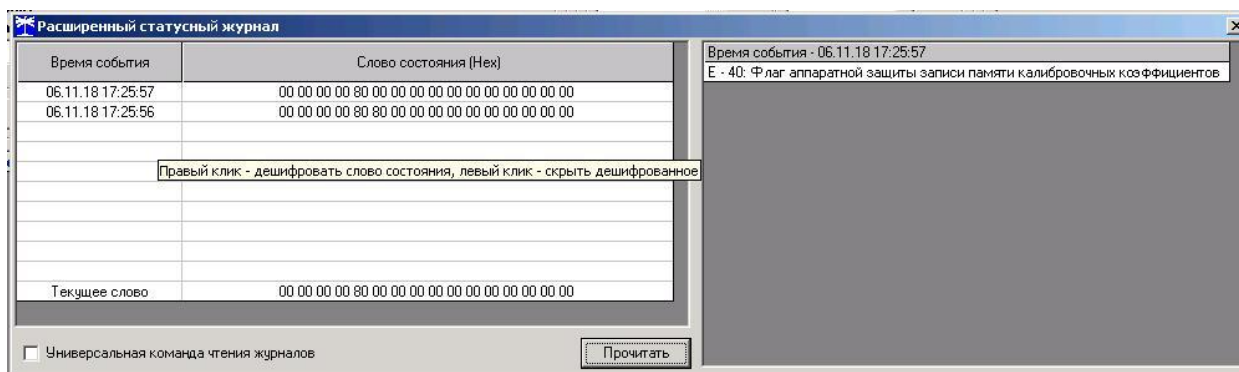 Расширенный статусный журнал
Время события
Слово состояния (Hex)
06.11.18 17:25:57
00 00 00 00 80 00 00 00 00 00 00 00 00 00 00 00
06.11.18 17:25:56
00 00 00 00 80 80 00 00 00 00 00 00 00 00 00 00
Правый клик - дешифровать слово состояния, левый клик - скрыть дешифрованное
Текущее слово
00 00 00 00 80 00 00 00 00 00 00 00 00 00 00 00
Универсальная команда чтения журналов
Прочитать
Время события - 06.11.18 17:25:57
E - 40: Флаг аппаратной защиты записи памяти калибровочных коэффициентов